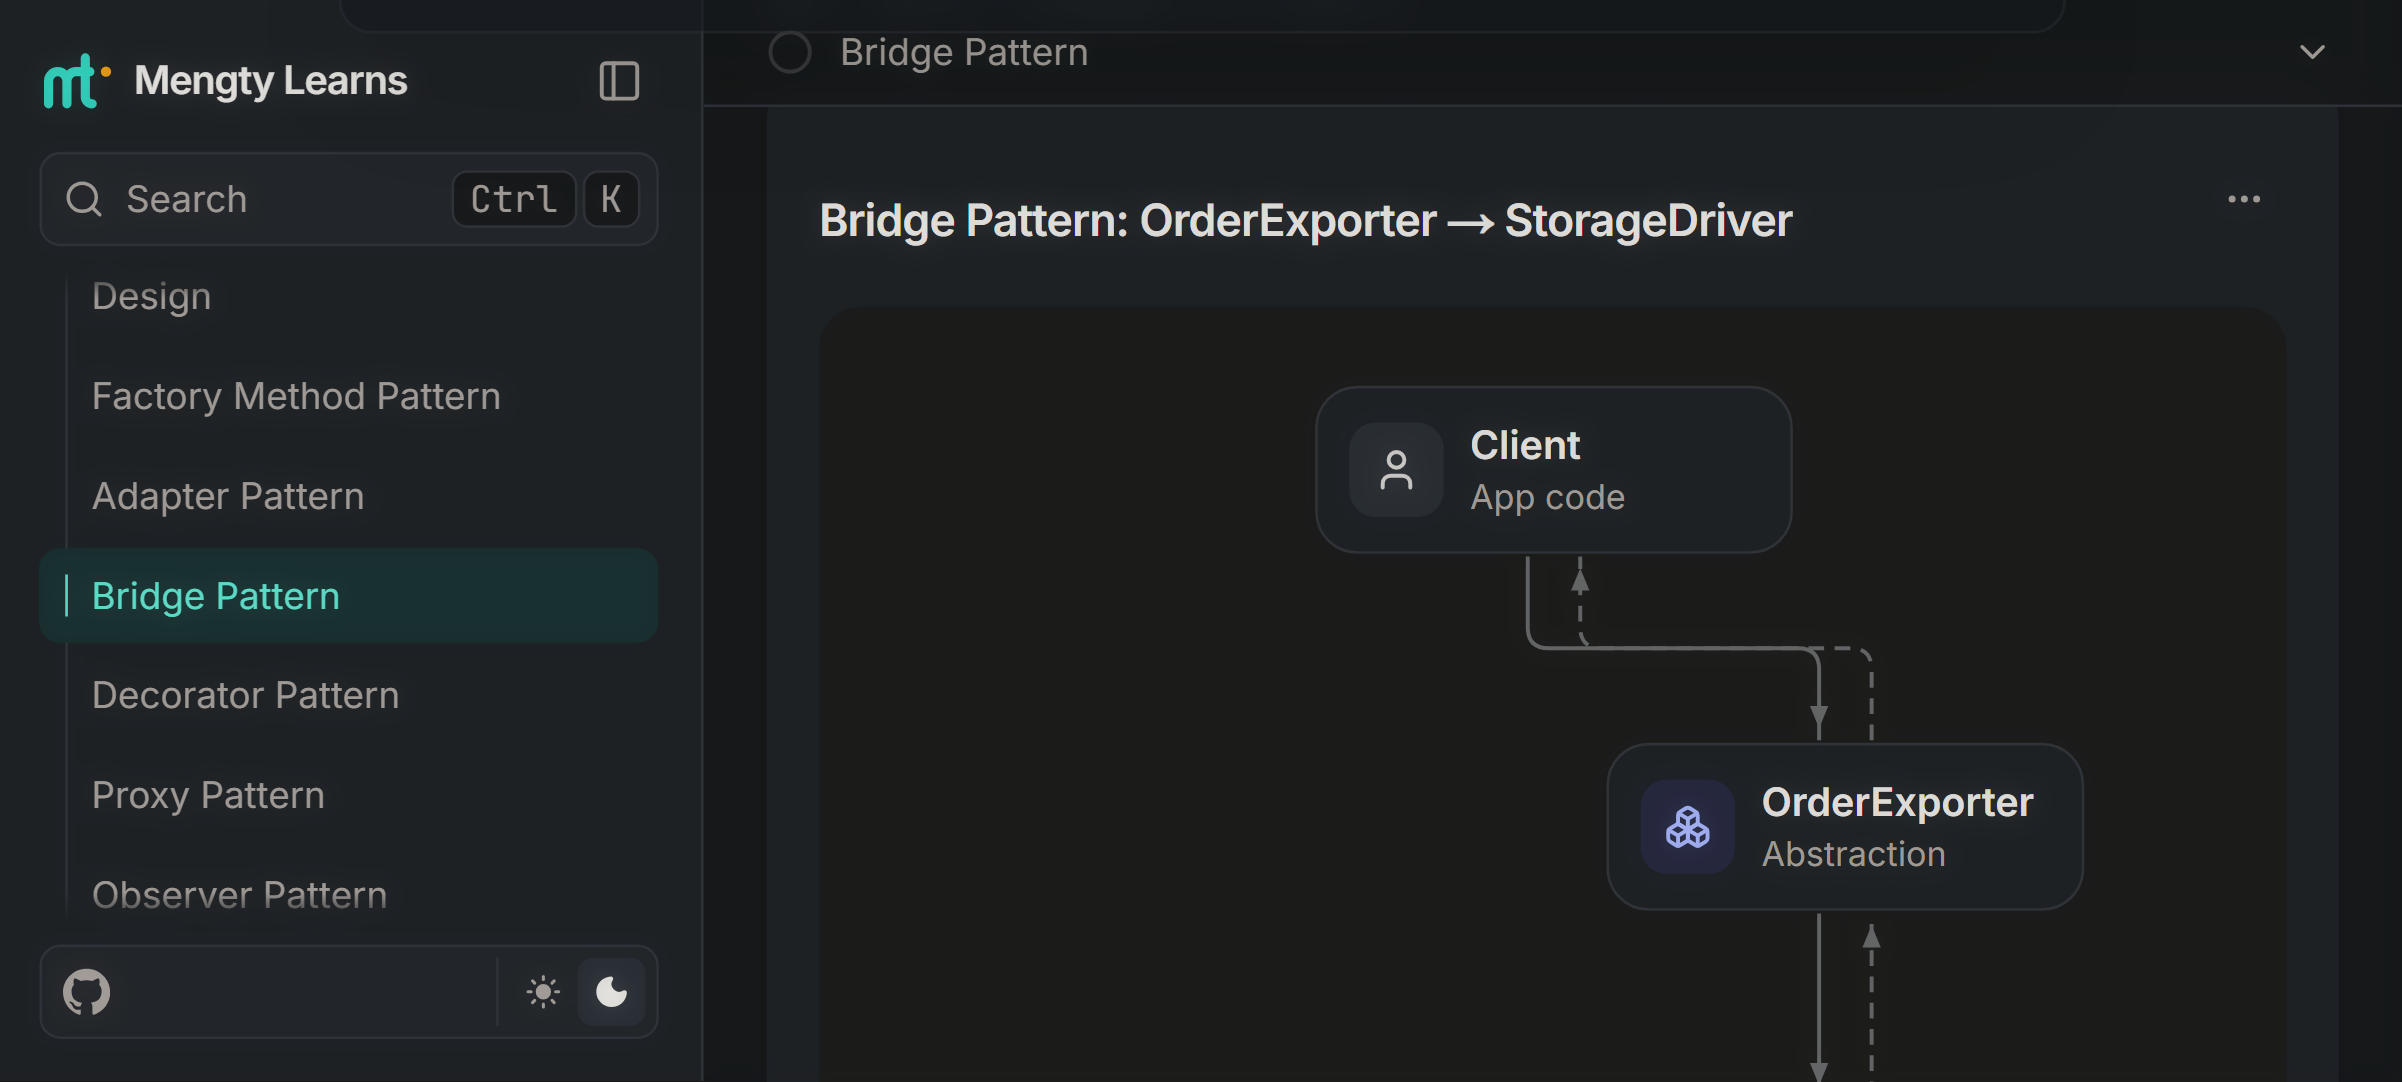 mt
Mengty Learns
Search
Ctrl K
Design
Factory Method Pattern
Adapter Pattern
Bridge Pattern
Decorator Pattern
Proxy Pattern
Observer Pattern
Bridge Pattern
Bridge Pattern: OrderExporter → StorageDriver
Client
App code
OrderExporter
Abstraction